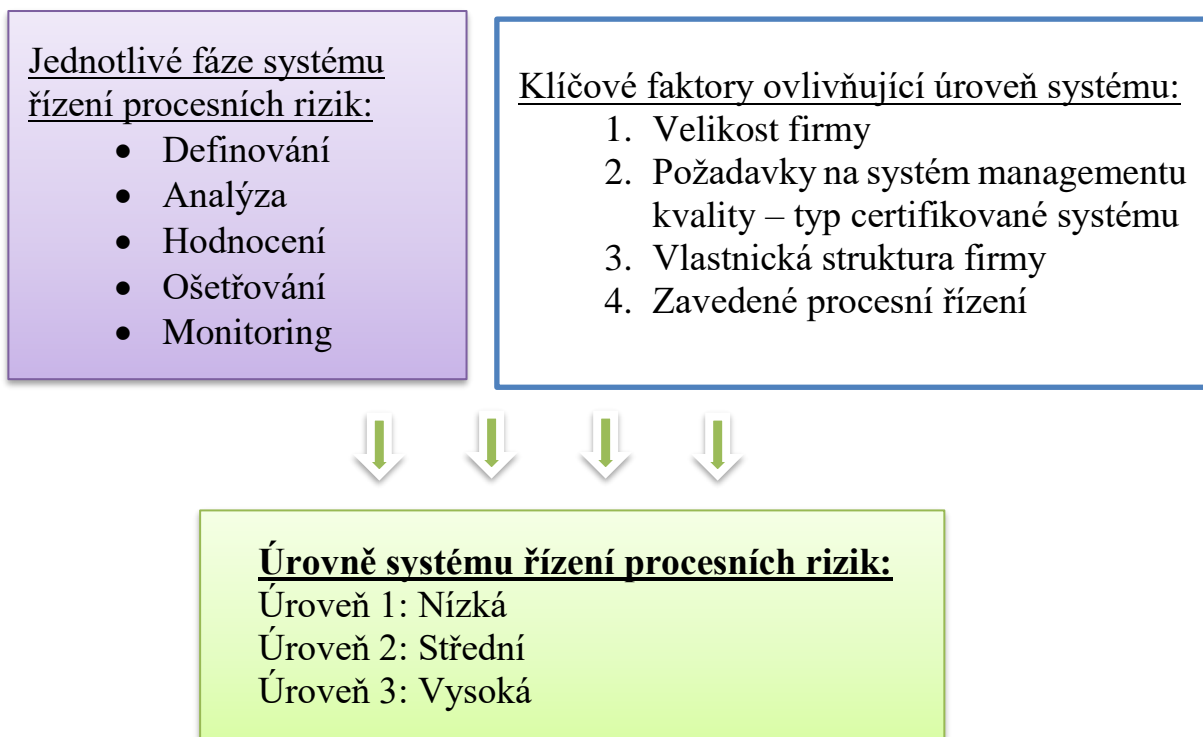 Jednotlivé fáze systému
řízení procesních rizik:
• Definování
• Analýza
• Hodnocení
• Ošetřování
• Monitoring
Klíčové faktory ovlivňující úroveň systému:
1. Velikost firmy
2. Požadavky na systém managementu
kvality – typ certifikované systému
3. Vlastnická struktura firmy
4. Zavedené procesní řízení
Úrovně systému řízení procesních rizik:
Úroveň 1: Nízká
Úroveň 2: Střední
Úroveň 3: Vysoká